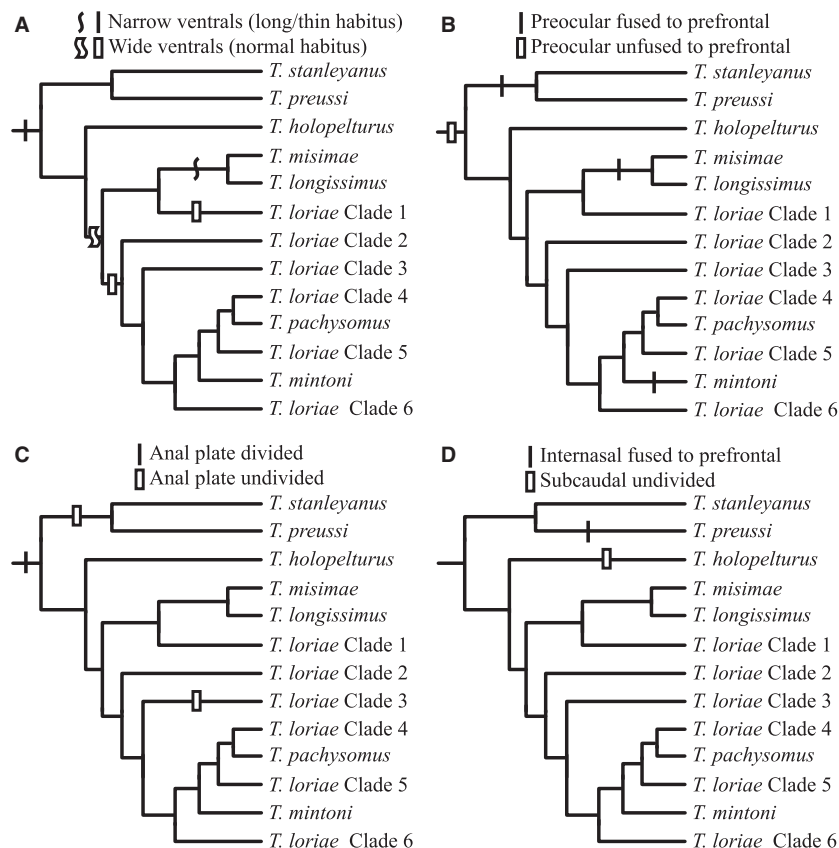 A
Narrow ventrals (long/thin habitus)
Wide ventrals (normal habitus)
T. stanleyanus
T. preussi
T. holopelturus
T. misimae
T. longissimus
T. loriae Clade 1
T. loriae Clade 2
T. loriae Clade 3
T. loriae Clade 4
T. pachysomus
T. loriae Clade 5
T. mintoni
T. loriae Clade 6
B
Preocular fused to prefrontal
Preocular unfused to prefrontal
T. stanleyanus
T. preussi
T. holopelturus
T. misimae
T. longissimus
T. loriae Clade 1
T. loriae Clade 2
T. loriae Clade 3
T. loriae Clade 4
T. pachysomus
T. loriae Clade 5
T. mintoni
T. loriae Clade 6
C
Anal plate divided
Anal plate undivided
T. stanleyanus
T. preussi
T. holopelturus
T. misimae
T. longissimus
T. loriae Clade 1
T. loriae Clade 2
T. loriae Clade 3
T. loriae Clade 4
T. pachysomus
T. loriae Clade 5
T. mintoni
T. loriae Clade 6
D
Internasal fused to prefrontal
Subcaudal undivided
T. stanleyanus
T. preussi
T. holopelturus
T. misimae
T. longissimus
T. loriae Clade 1
T. loriae Clade 2
T. loriae Clade 3
T. loriae Clade 4
T. pachysomus
T. loriae Clade 5
T. mintoni
T. loriae Clade 6